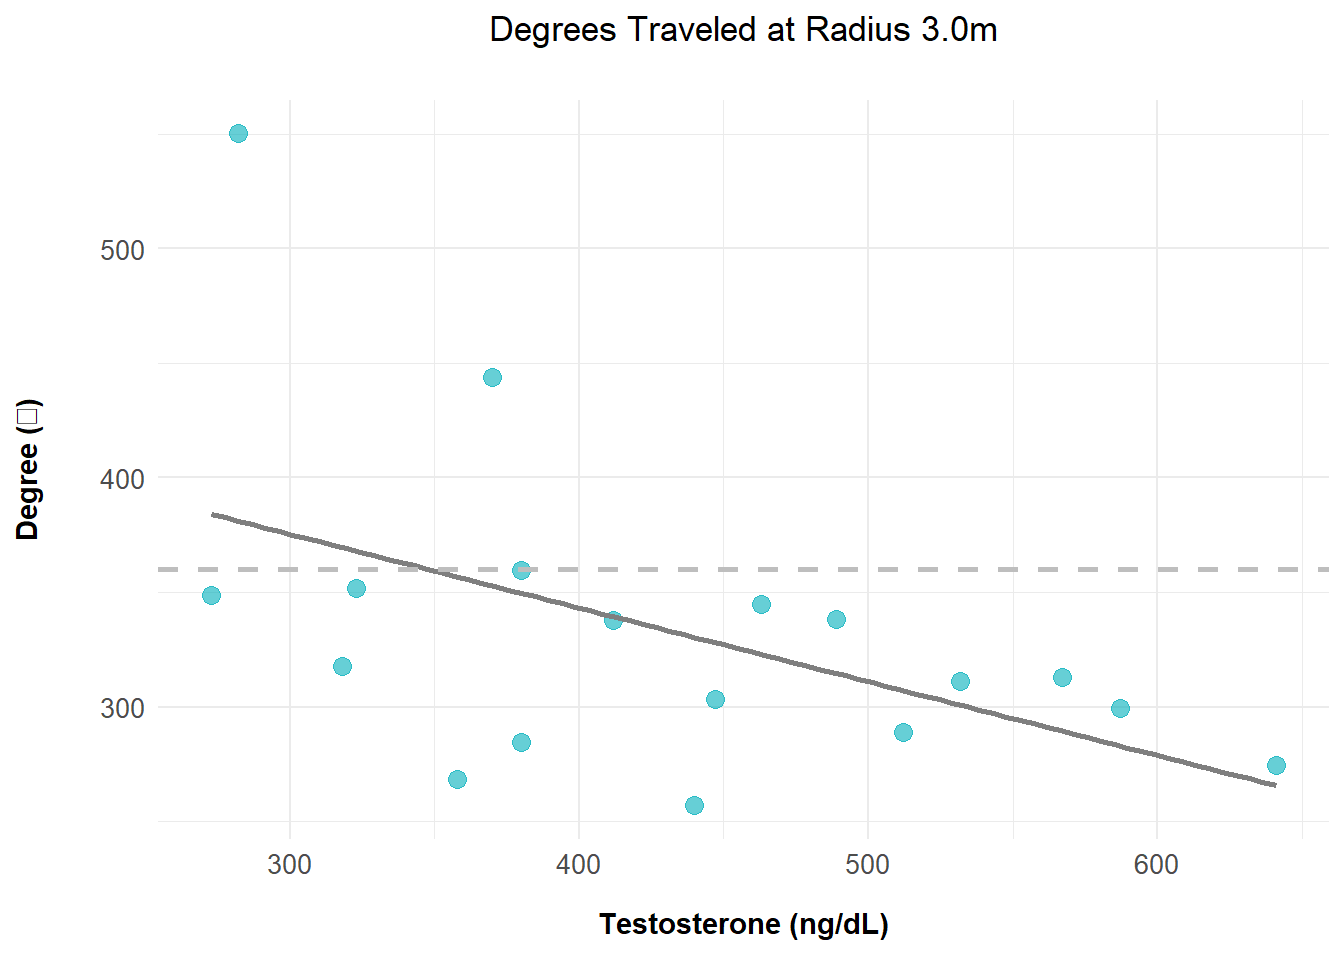 Degrees Traveled at Radius 3.0m
500
400
300
Degree (□)
300 400 500 600
Testosterone (ng/dL)